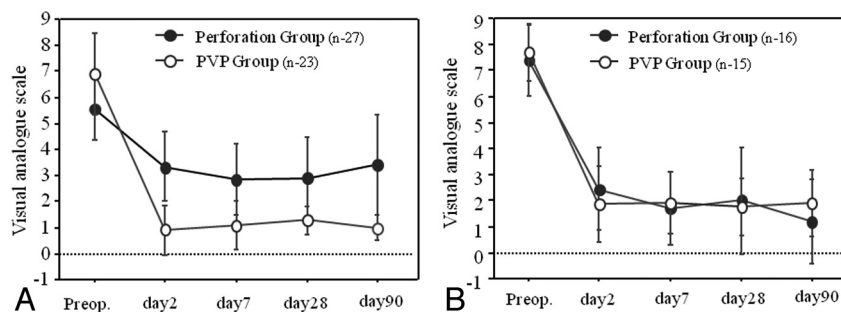 9
8
7
6
5
4
3
2
1
0
-1
Visual analogue scale
Perforation Group (n-27)
PVP Group (n-23)
Preop. day2 day7 day28 day90
A
9
8
7
6
5
4
3
2
1
0
-1
Visual analogue scale
Perforation Group (n-16)
PVP Group (n-15)
Preop. day2 day7 day28 day90
B